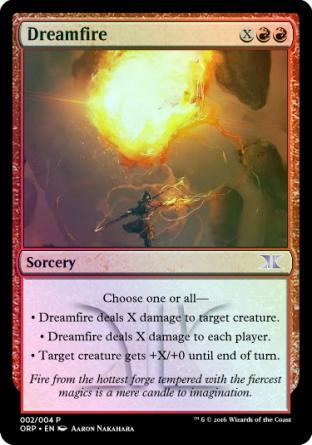 Dreamfire X
Sorcery
Choose one or all—
• Dreamfire deals X damage to target creature.
• Dreamfire deals X damage to each player.
• Target creature gets +X/+0 until end of turn.
Fire from the hottest forge tempered with the fiercest
magics is a mere candle to imagination.
002/004 P
ORP • EN Aaron Nakahara
™ & © 2016 Wizards of the Coast